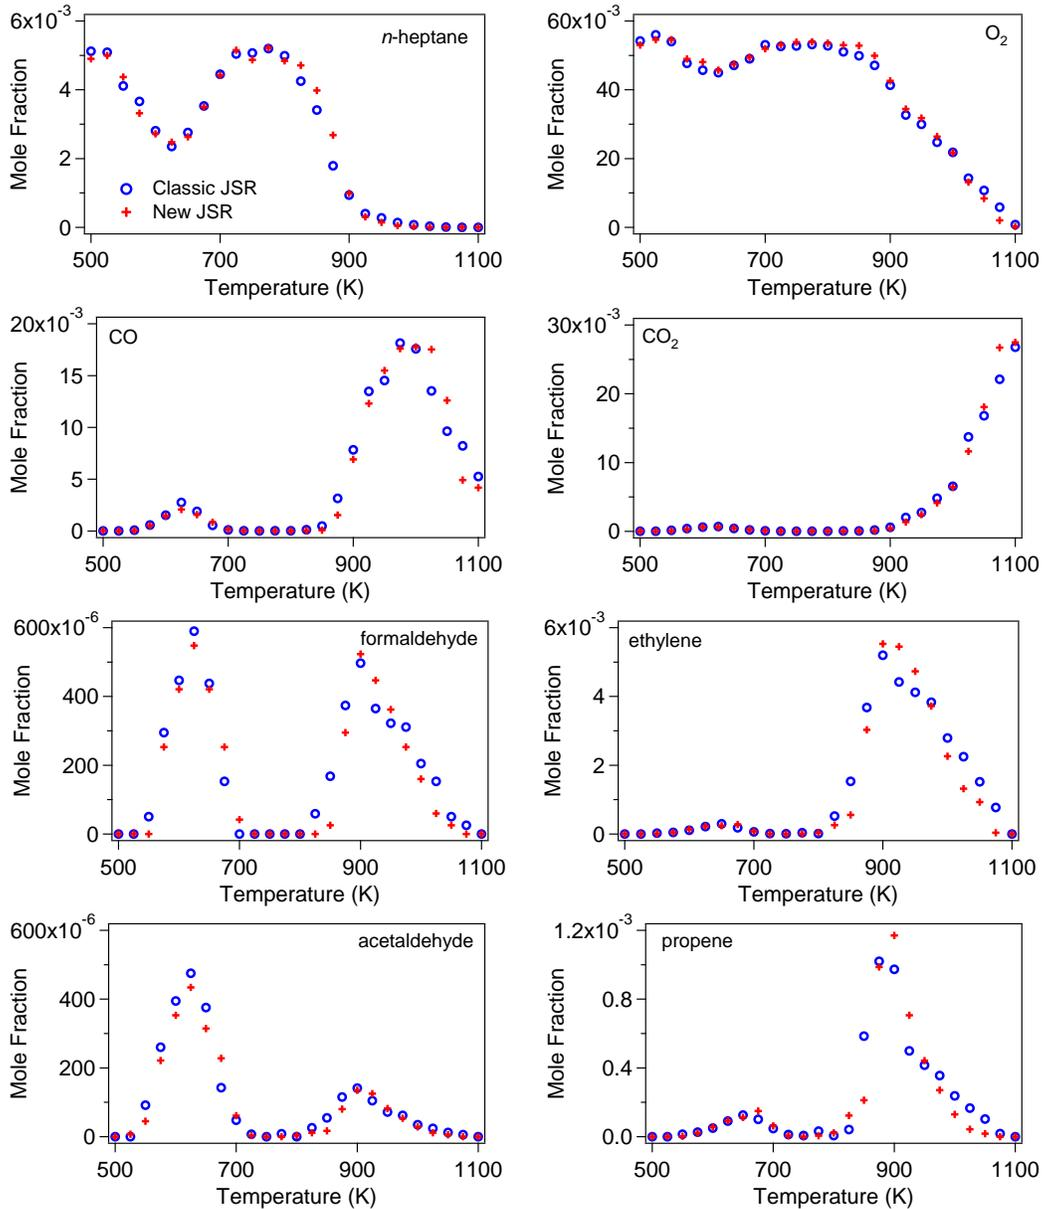 6x10-3
n-heptane
4
2
0
Mole Fraction
Classic JSR
New JSR
500 700 900 1100
Temperature (K)
60x10-3
O2
40
20
0
Mole Fraction
500 700 900 1100
Temperature (K)
20x10-3
CO
15
10
5
0
Mole Fraction
500 700 900 1100
Temperature (K)
30x10-3
CO2
20
10
0
Mole Fraction
500 700 900 1100
Temperature (K)
600x10-6
formaldehyde
400
200
0
Mole Fraction
500 700 900 1100
Temperature (K)
6x10-3
ethylene
4
2
0
Mole Fraction
500 700 900 1100
Temperature (K)
600x10-6
acetaldehyde
400
200
0
Mole Fraction
500 700 900 1100
Temperature (K)
1.2x10-3
propene
0.8
0.4
0.0
Mole Fraction
500 700 900 1100
Temperature (K)